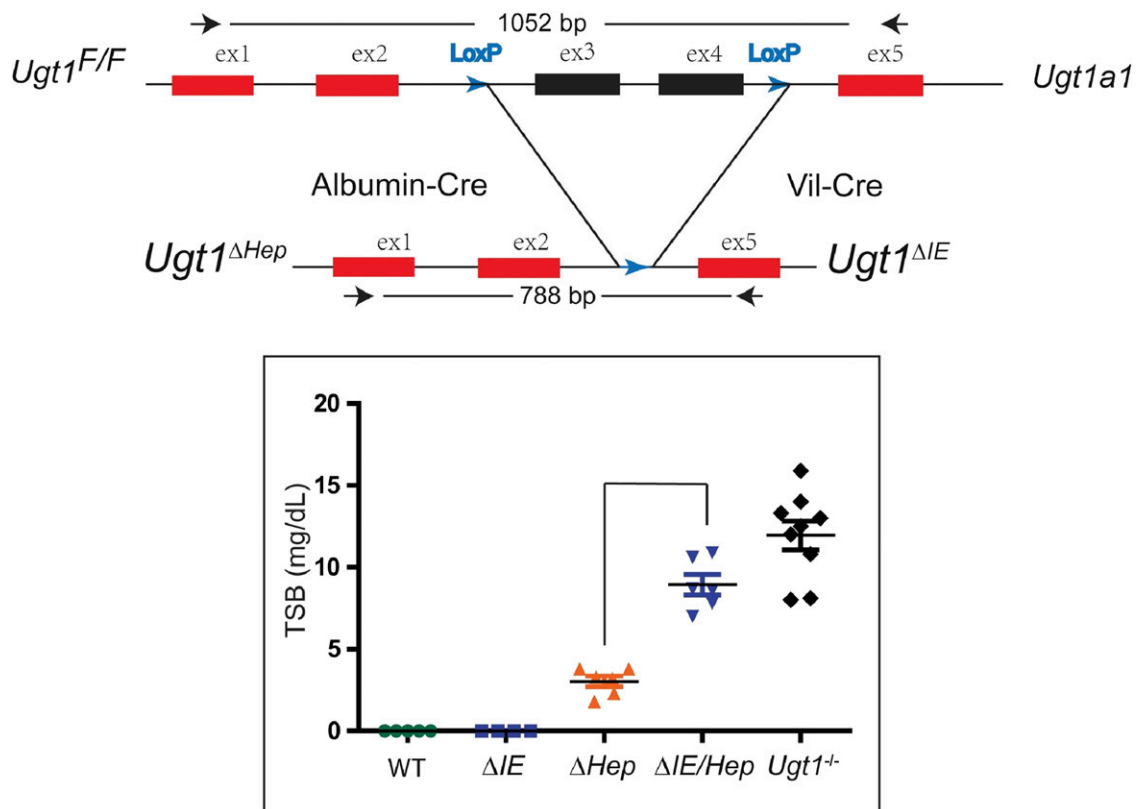 1052 bp
Ugt1F/F ex1 ex2 LoxP ex3 ex4 LoxP ex5 Ugt1a1
Albumin-Cre Vil-Cre
Ugt1ΔHep ex1 ex2 ex5 Ugt1ΔIE
788 bp
20
15
10
5
0
TSB (mg/dL)
WT ΔIE ΔHep ΔIE/Hep Ugt1-/-